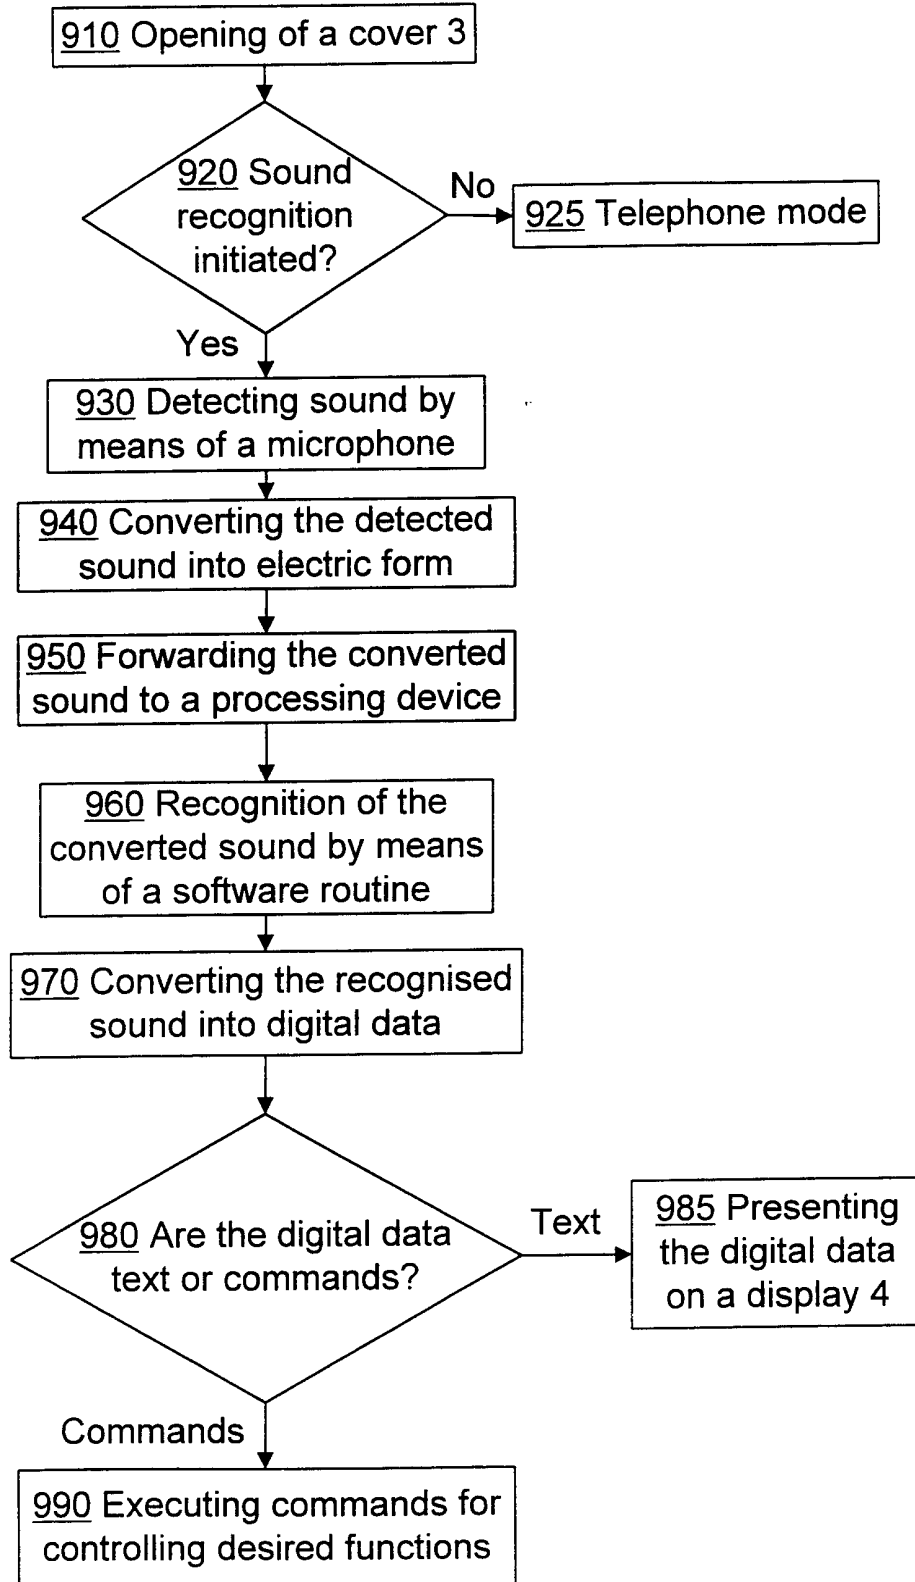 910 Opening of a cover 3
920 Sound
recognition
initiated?
No
925 Telephone mode
Yes
930 Detecting sound by
means of a microphone
940 Converting the detected
sound into electric form
950 Forwarding the converted
sound to a processing device
960 Recognition of the
converted sound by means
of a software routine
970 Converting the recognised
sound into digital data
980 Are the digital data
text or commands?
Text
985 Presenting
the digital data
on a display 4
Commands
990 Executing commands for
controlling desired functions